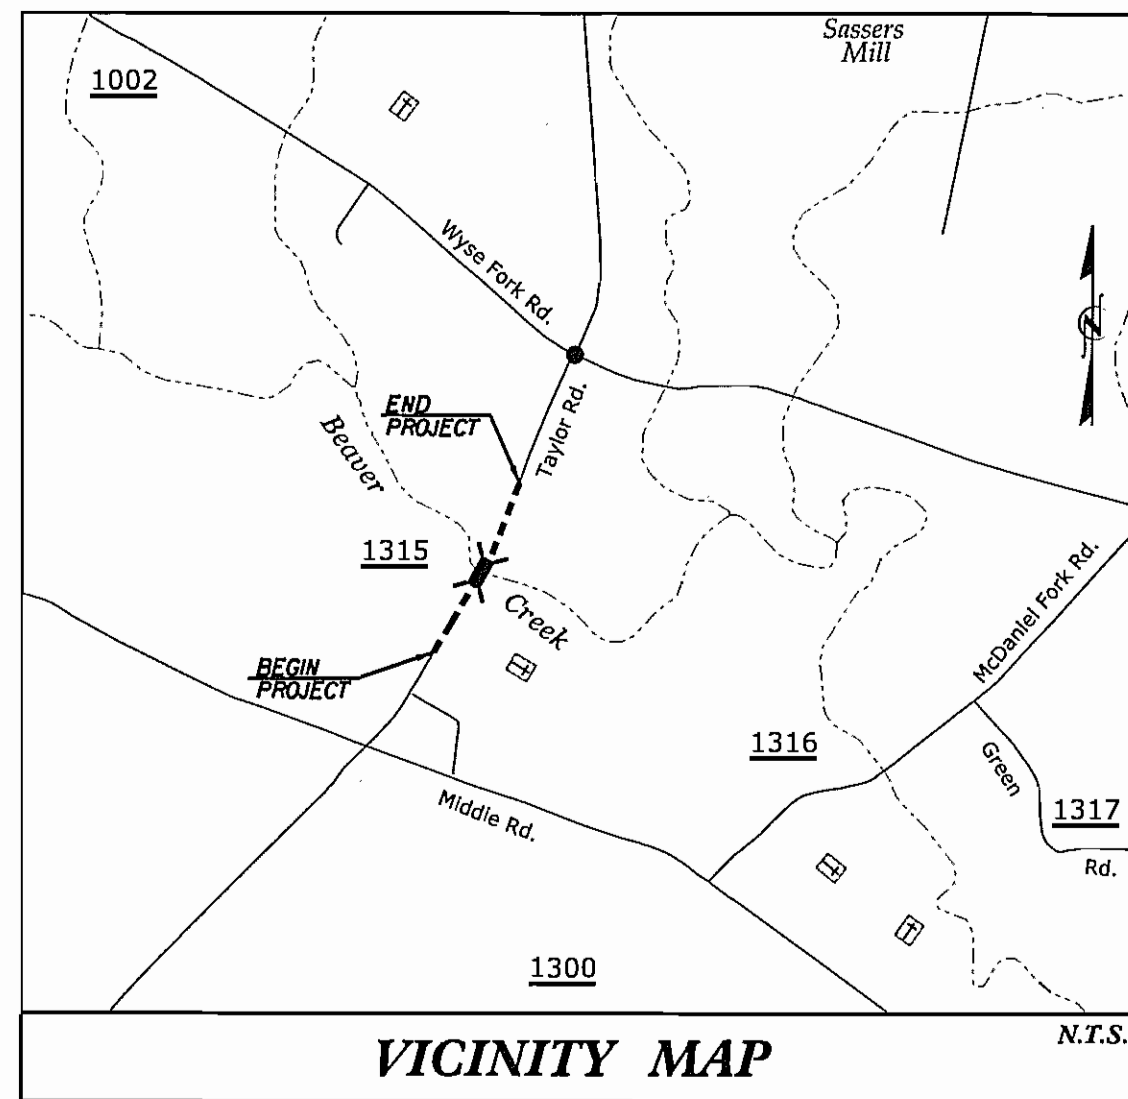 Sassers
Mill
1002
Wyse Fork Rd.
N
END
PROJECT
Taylor Rd.
Beaver
1315
Creek
McDaniel Fork Rd.
BEGIN
PROJECT
1316
Green
Middle Rd.
1317
Rd.
1300
N.T.S.
VICINITY MAP